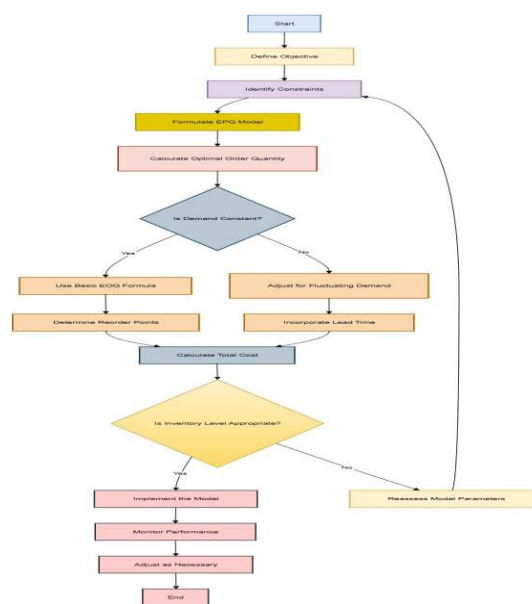 Start
Define Objective
Identify Constraints
Formulate EPQ Model
Calculate Optimal Order Quantity
Is Demand Constant?
Yes
No
Use Basic EOQ Formula
Adjust for Fluctuating Demand
Determine Reorder Points
Incorporate Lead Time
Calculate Total Cost
Is Inventory Level Appropriate?
Yes
No
Implement the Model
Reassess Model Parameters
Monitor Performance
Adjust as Necessary
End